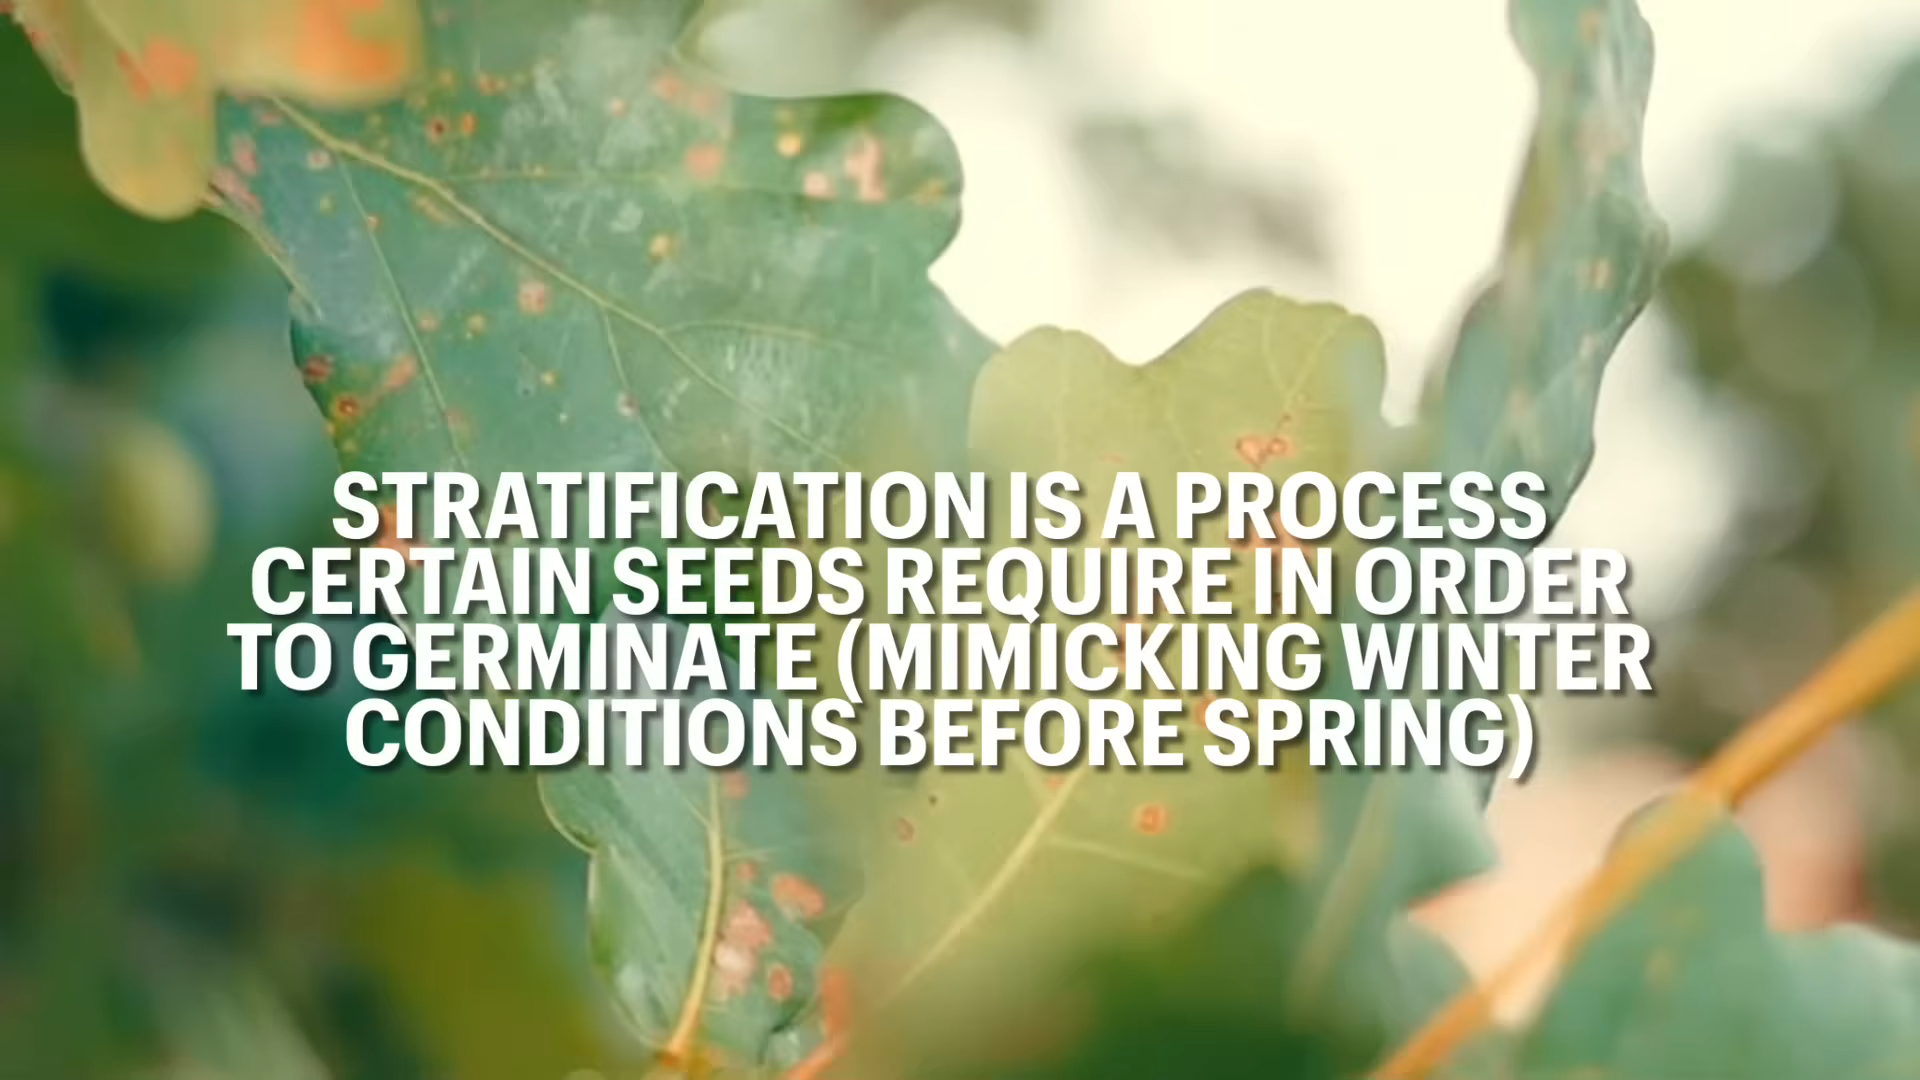 STRATIFICATION IS A PROCESS
CERTAIN SEEDS REQUIRE IN ORDER
TO GERMINATE (MIMICKING WINTER
CONDITIONS BEFORE SPRING)